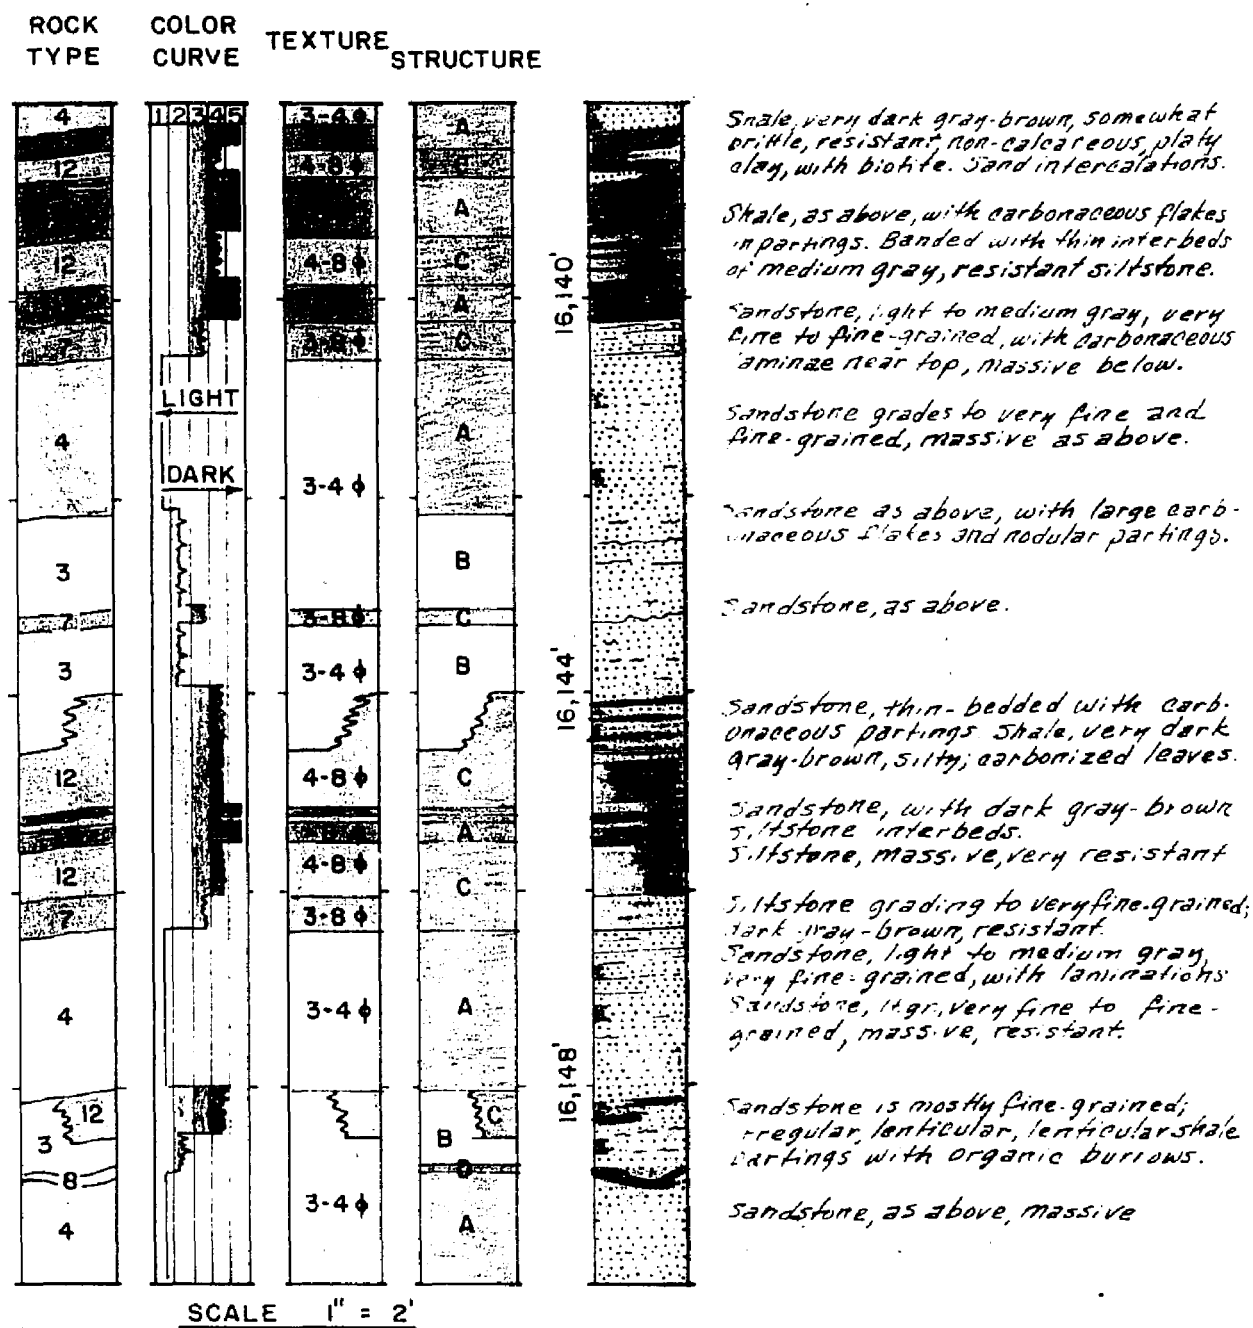 ROCK TYPE
COLOR CURVE
TEXTURE
STRUCTURE
1 2 3 4 5
4
12
12
7
4
3
7
3
12
12
7
4
12
3
8
4
LIGHT
DARK
3-4 ϕ
4-8 ϕ
4-8 ϕ
3-8 ϕ
3-4 ϕ
3-8 ϕ
3-4 ϕ
4-8 ϕ
4-8 ϕ
3-8 ϕ
3-4 ϕ
3-4 ϕ
A
C
A
C
A
C
A
B
C
B
C
A
C
A
C
B
D
A
16,140'
16,144'
16,148'
Shale, very dark gray-brown, somewhat
brittle, resistant, non-calcareous, platy
clay, with biotite. Sand intercalations.
Shale, as above, with carbonaceous flakes
in partings. Banded with thin interbeds
of medium gray, resistant siltstone.
Sandstone, light to medium gray, very
fine to fine-grained, with carbonaceous
laminae near top, massive below.
Sandstone grades to very fine and
fine-grained, massive as above.
Sandstone as above, with large carb-
onaceous flakes and nodular partings.
Sandstone, as above.
Sandstone, thin-bedded with carb-
onaceous partings Shale, very dark
gray-brown, silty; carbonized leaves.
Sandstone, with dark gray-brown
siltstone interbeds.
Siltstone, massive, very resistant
Siltstone grading to very fine-grained;
dark gray-brown, resistant.
Sandstone, light to medium gray,
very fine-grained, with laminations
Sandstone, lt.gr., very fine to fine-
grained, massive, resistant.
Sandstone is mostly fine-grained;
irregular, lenticular, lenticular shale
partings with organic burrows.
Sandstone, as above, massive
SCALE 1" = 2'